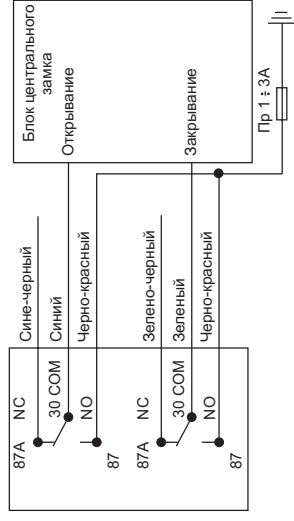 Блок центрального
замка
Открывание
Закрывание
Пр 1 ÷ 3А
Сине-черный
Синий
Черно-красный
Зелено-черный
Зеленый
Черно-красный
87A NC
30 COM
NO
87
87A NC
30 COM
NO
87